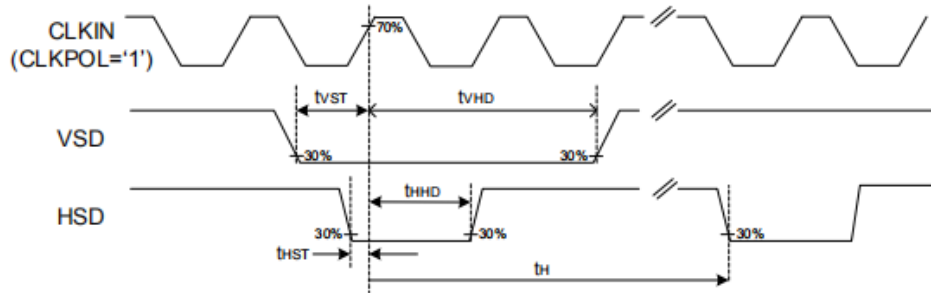 CLKIN
(CLKPOL='1')
70%
tVST
tVHD
VSD
30%
30%
tHHD
HSD
30%
30%
30%
tHST
tH